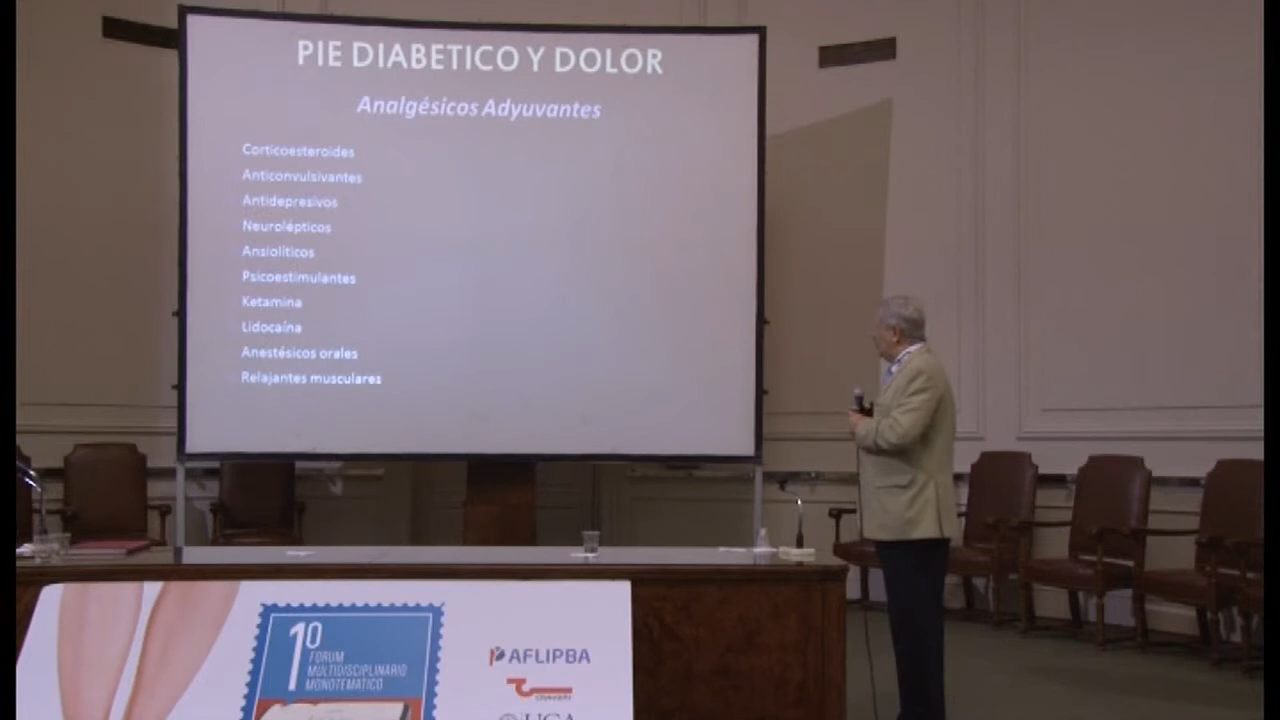 PIE DIABETICO Y DOLOR
Analgésicos Adyuvantes
Corticoesteroides
Anticonvulsivantes
Antidepresivos
Neurolépticos
Ansiolíticos
Psicoestimulantes
Ketamina
Lidocaína
Anestésicos orales
Relajantes musculares
1º
FORUM
MULTIDISCIPLINARIO
MONOTEMATICO
AFLIPBA
UCA